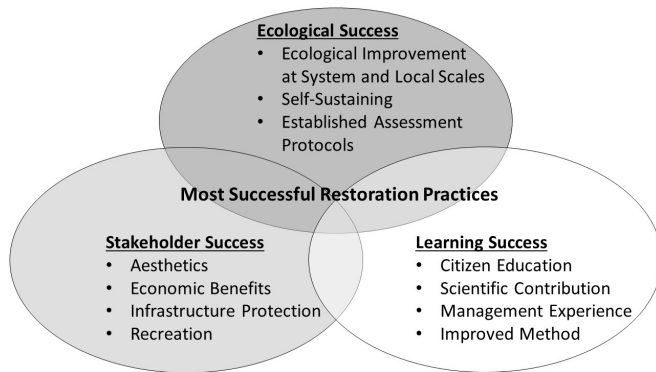 Ecological Success
• Ecological Improvement
at System and Local Scales
• Self-Sustaining
• Established Assessment
Protocols
Most Successful Restoration Practices
Stakeholder Success
• Aesthetics
• Economic Benefits
• Infrastructure Protection
• Recreation
Learning Success
• Citizen Education
• Scientific Contribution
• Management Experience
• Improved Method